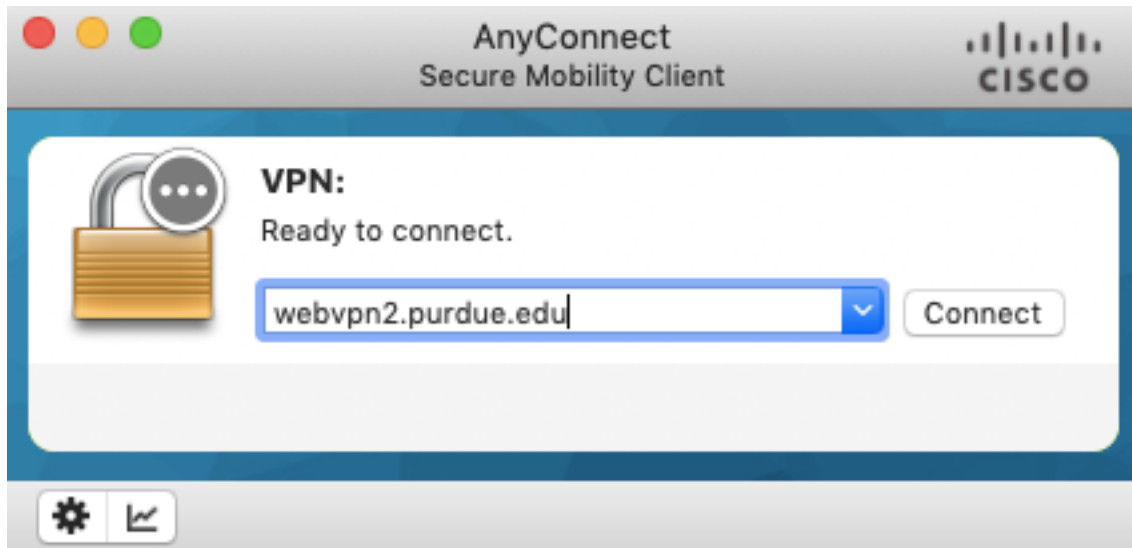 AnyConnect
Secure Mobility Client
CISCO
VPN:
Ready to connect.
webvpn2.purdue.edu
Connect